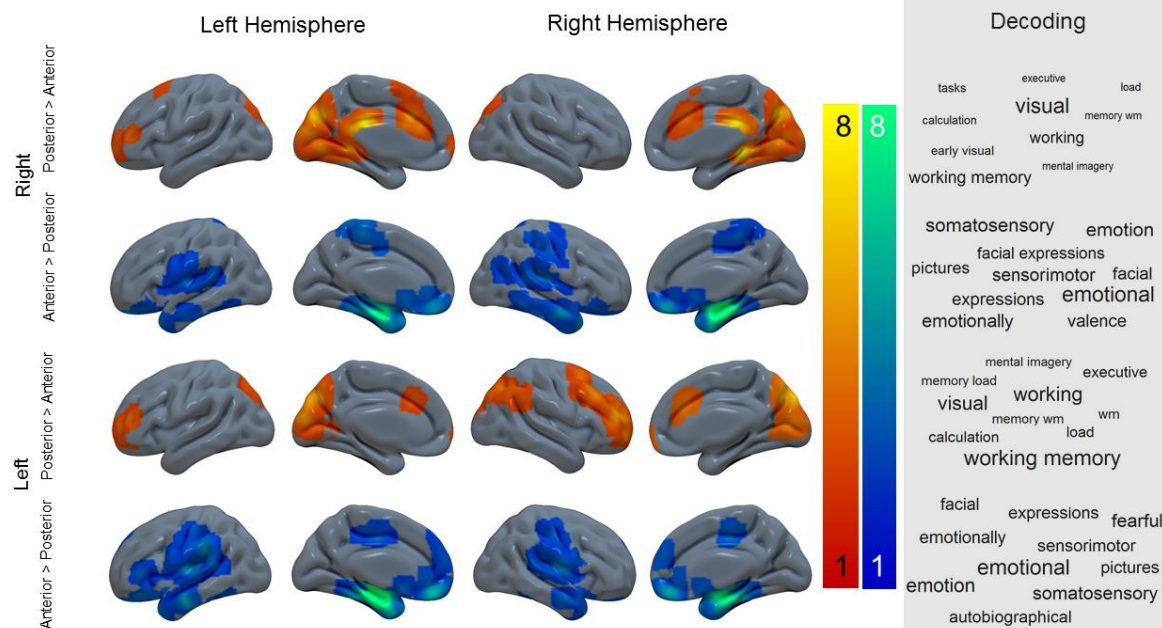 Left Hemisphere
Right Hemisphere
Decoding
Right
Posterior > Anterior
tasks
executive
load
visual
calculation
memory wm
working
early visual
mental imagery
working memory
Anterior > Posterior
somatosensory
emotion
facial expressions
pictures
sensorimotor
facial
expressions
emotional
emotionally
valence
Left
Posterior > Anterior
mental imagery
executive
memory load
working
visual
memory wm
wm
calculation
load
working memory
Anterior > Posterior
facial
expressions
fearful
emotionally
sensorimotor
emotional
pictures
emotion
somatosensory
autobiographical
8
8
1
1